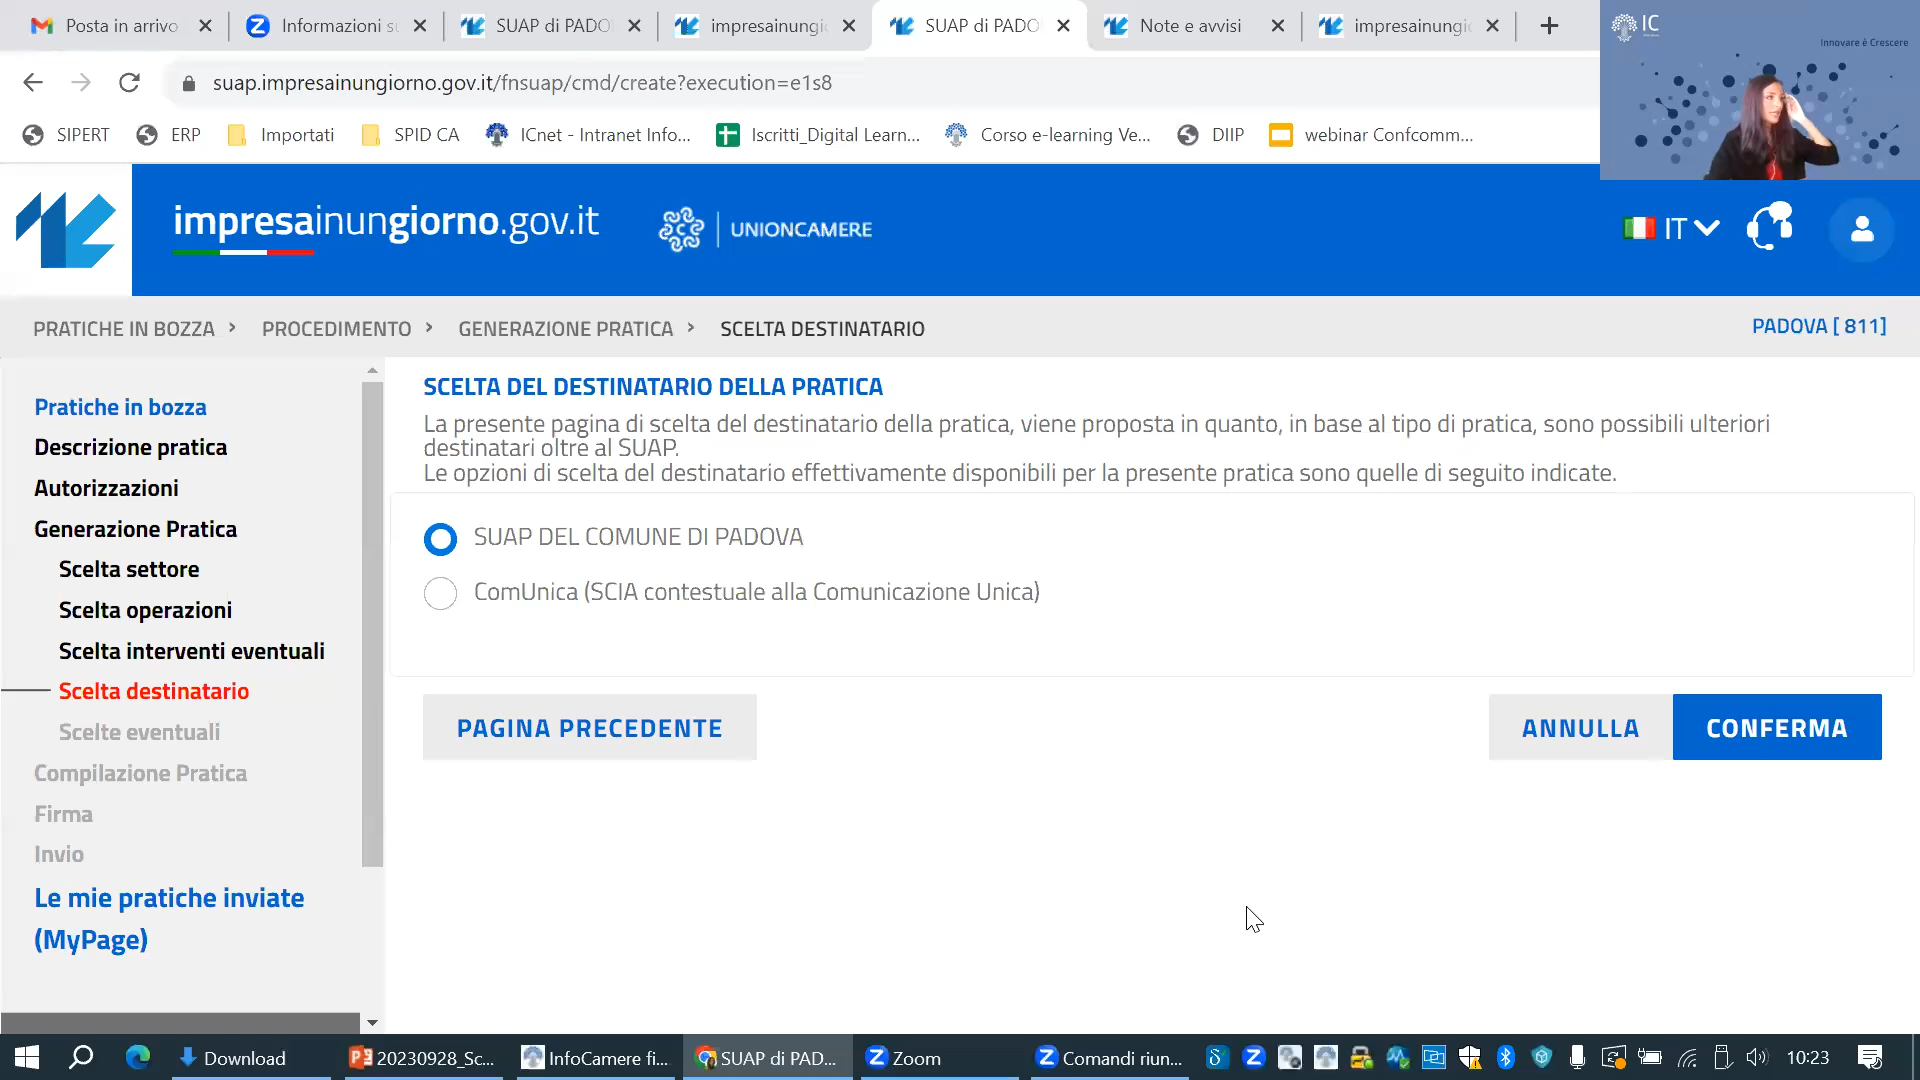 Posta in arrivo
Informazioni su
SUAP di PADO
impresainungio
SUAP di PADO
Note e avvisi
impresainungio
IC
Innovare è Crescere
suap.impresainungiorno.gov.it/fnsuap/cmd/create?execution=e1s8
SIPERT
ERP
Importati
SPID CA
ICnet - Intranet Info...
Iscritti_Digital Learn...
Corso e-learning Ve...
DIIP
webinar Confcomm...
impresainungiorno.gov.it
UNIONCAMERE
IT
PRATICHE IN BOZZA > PROCEDIMENTO > GENERAZIONE PRATICA > SCELTA DESTINATARIO
PADOVA [ 811]
Pratiche in bozza
Descrizione pratica
Autorizzazioni
Generazione Pratica
Scelta settore
Scelta operazioni
Scelta interventi eventuali
Scelta destinatario
Scelte eventuali
Compilazione Pratica
Firma
Invio
Le mie pratiche inviate
(MyPage)
SCELTA DEL DESTINATARIO DELLA PRATICA
La presente pagina di scelta del destinatario della pratica, viene proposta in quanto, in base al tipo di pratica, sono possibili ulteriori
destinatari oltre al SUAP.
Le opzioni di scelta del destinatario effettivamente disponibili per la presente pratica sono quelle di seguito indicate.
SUAP DEL COMUNE DI PADOVA
ComUnica (SCIA contestuale alla Comunicazione Unica)
PAGINA PRECEDENTE
ANNULLA
CONFERMA
Download
20230928_Sc...
InfoCamere fi...
SUAP di PAD...
Zoom
Comandi riun...
10:23